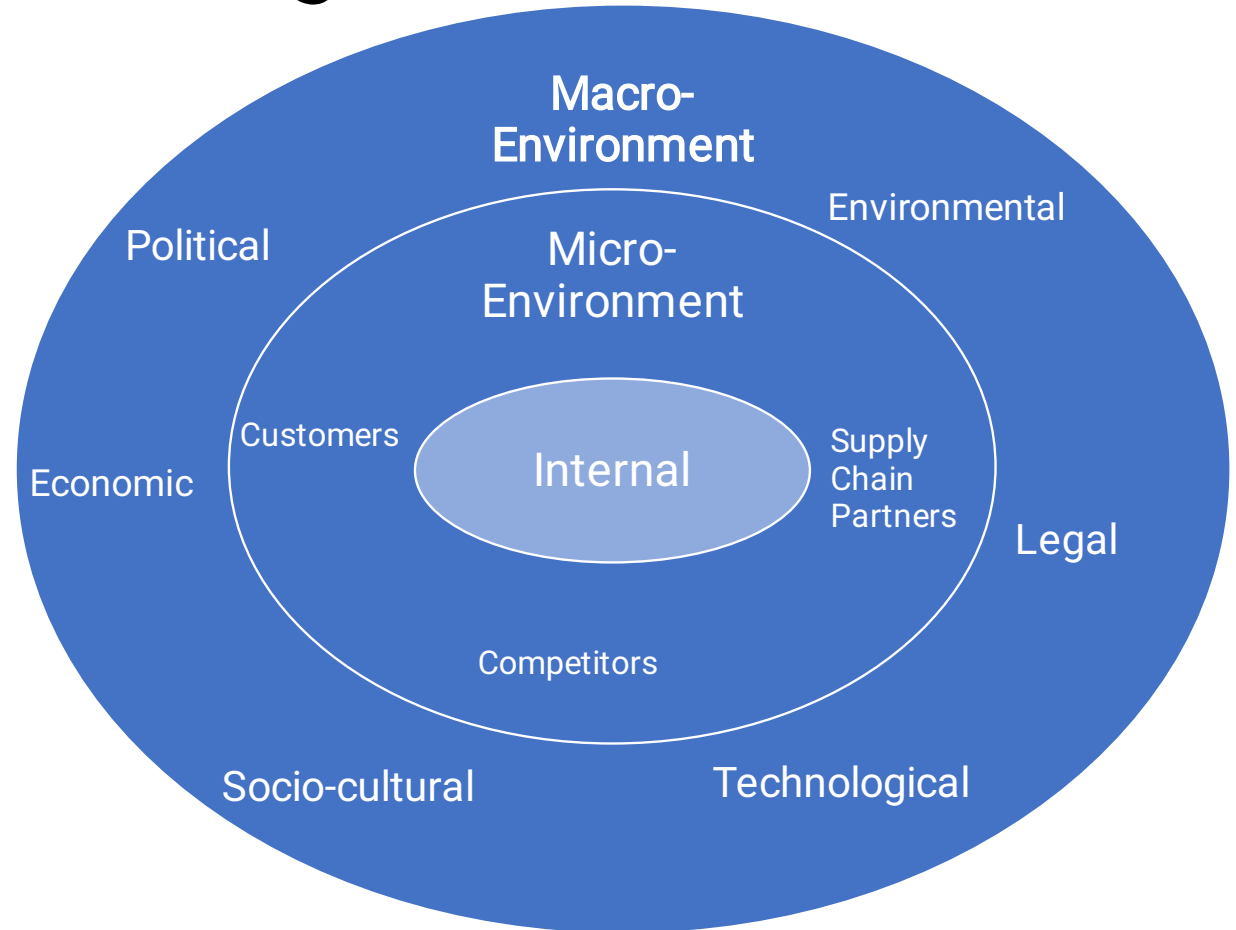 Macro-
Environment
Environmental
Political
Micro-
Environment
Customers
Supply
Chain
Partners
Internal
Economic
Legal
Competitors
Socio-cultural
Technological